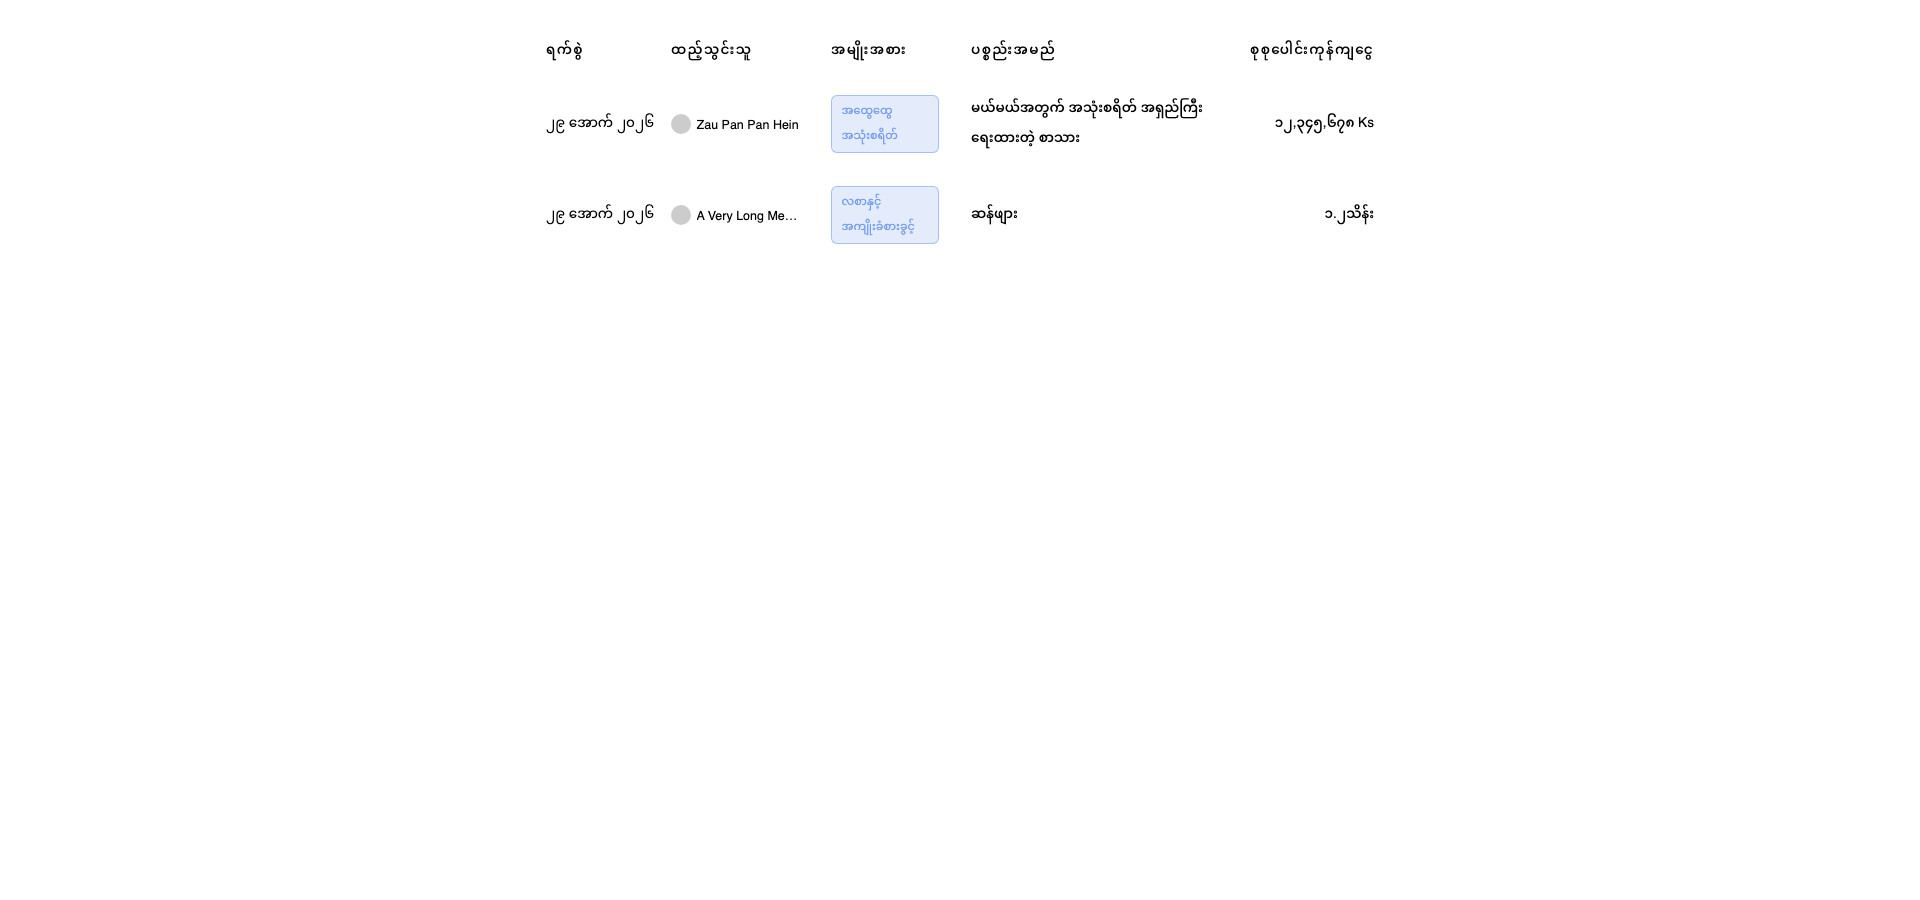 ရက်စွဲ ထည့်သွင်းသူ အမျိုးအစား ပစ္စည်းအမည် စုစုပေါင်းကုန်ကျငွေ
၂၉ အောက် ၂၀၂၆ Zau Pan Pan Hein အထွေထွေ အသုံးစရိတ် မယ်မယ်အတွက် အသုံးစရိတ် အရှည်ကြီး ရေးထားတဲ့ စာသား ၁၂,၃၄၅,၆၇၈ Ks
၂၉ အောက် ၂၀၂၆ A Very Long Me... လစာနှင့် အကျိုးခံစားခွင့် ဆန်ဖျား ၁.၂သိန်း